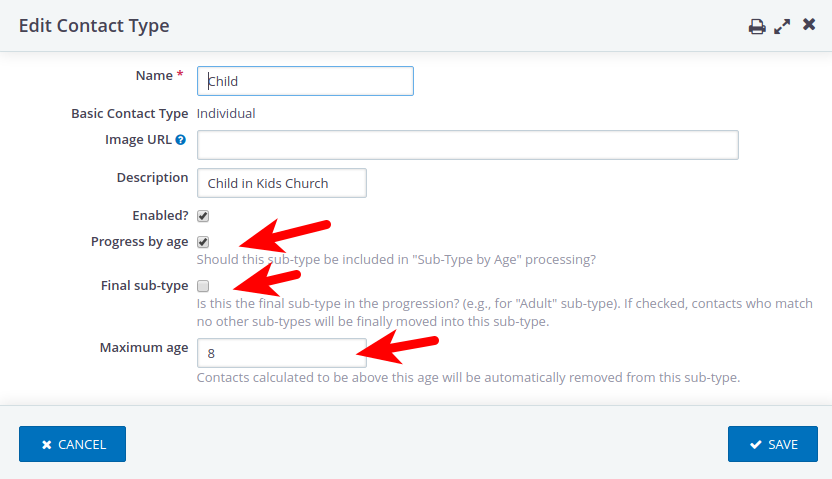 Edit Contact Type
Name *
Child
Basic Contact Type Individual
Image URL ?
Description
Child in Kids Church
Enabled?
Progress by age
Should this sub-type be included in "Sub-Type by Age" processing?
Final sub-type
Is this the final sub-type in the progression? (e.g., for "Adult" sub-type). If checked, contacts who match
no other sub-types will be finally moved into this sub-type.
Maximum age
8
Contacts calculated to be above this age will be automatically removed from this sub-type.
CANCEL
SAVE